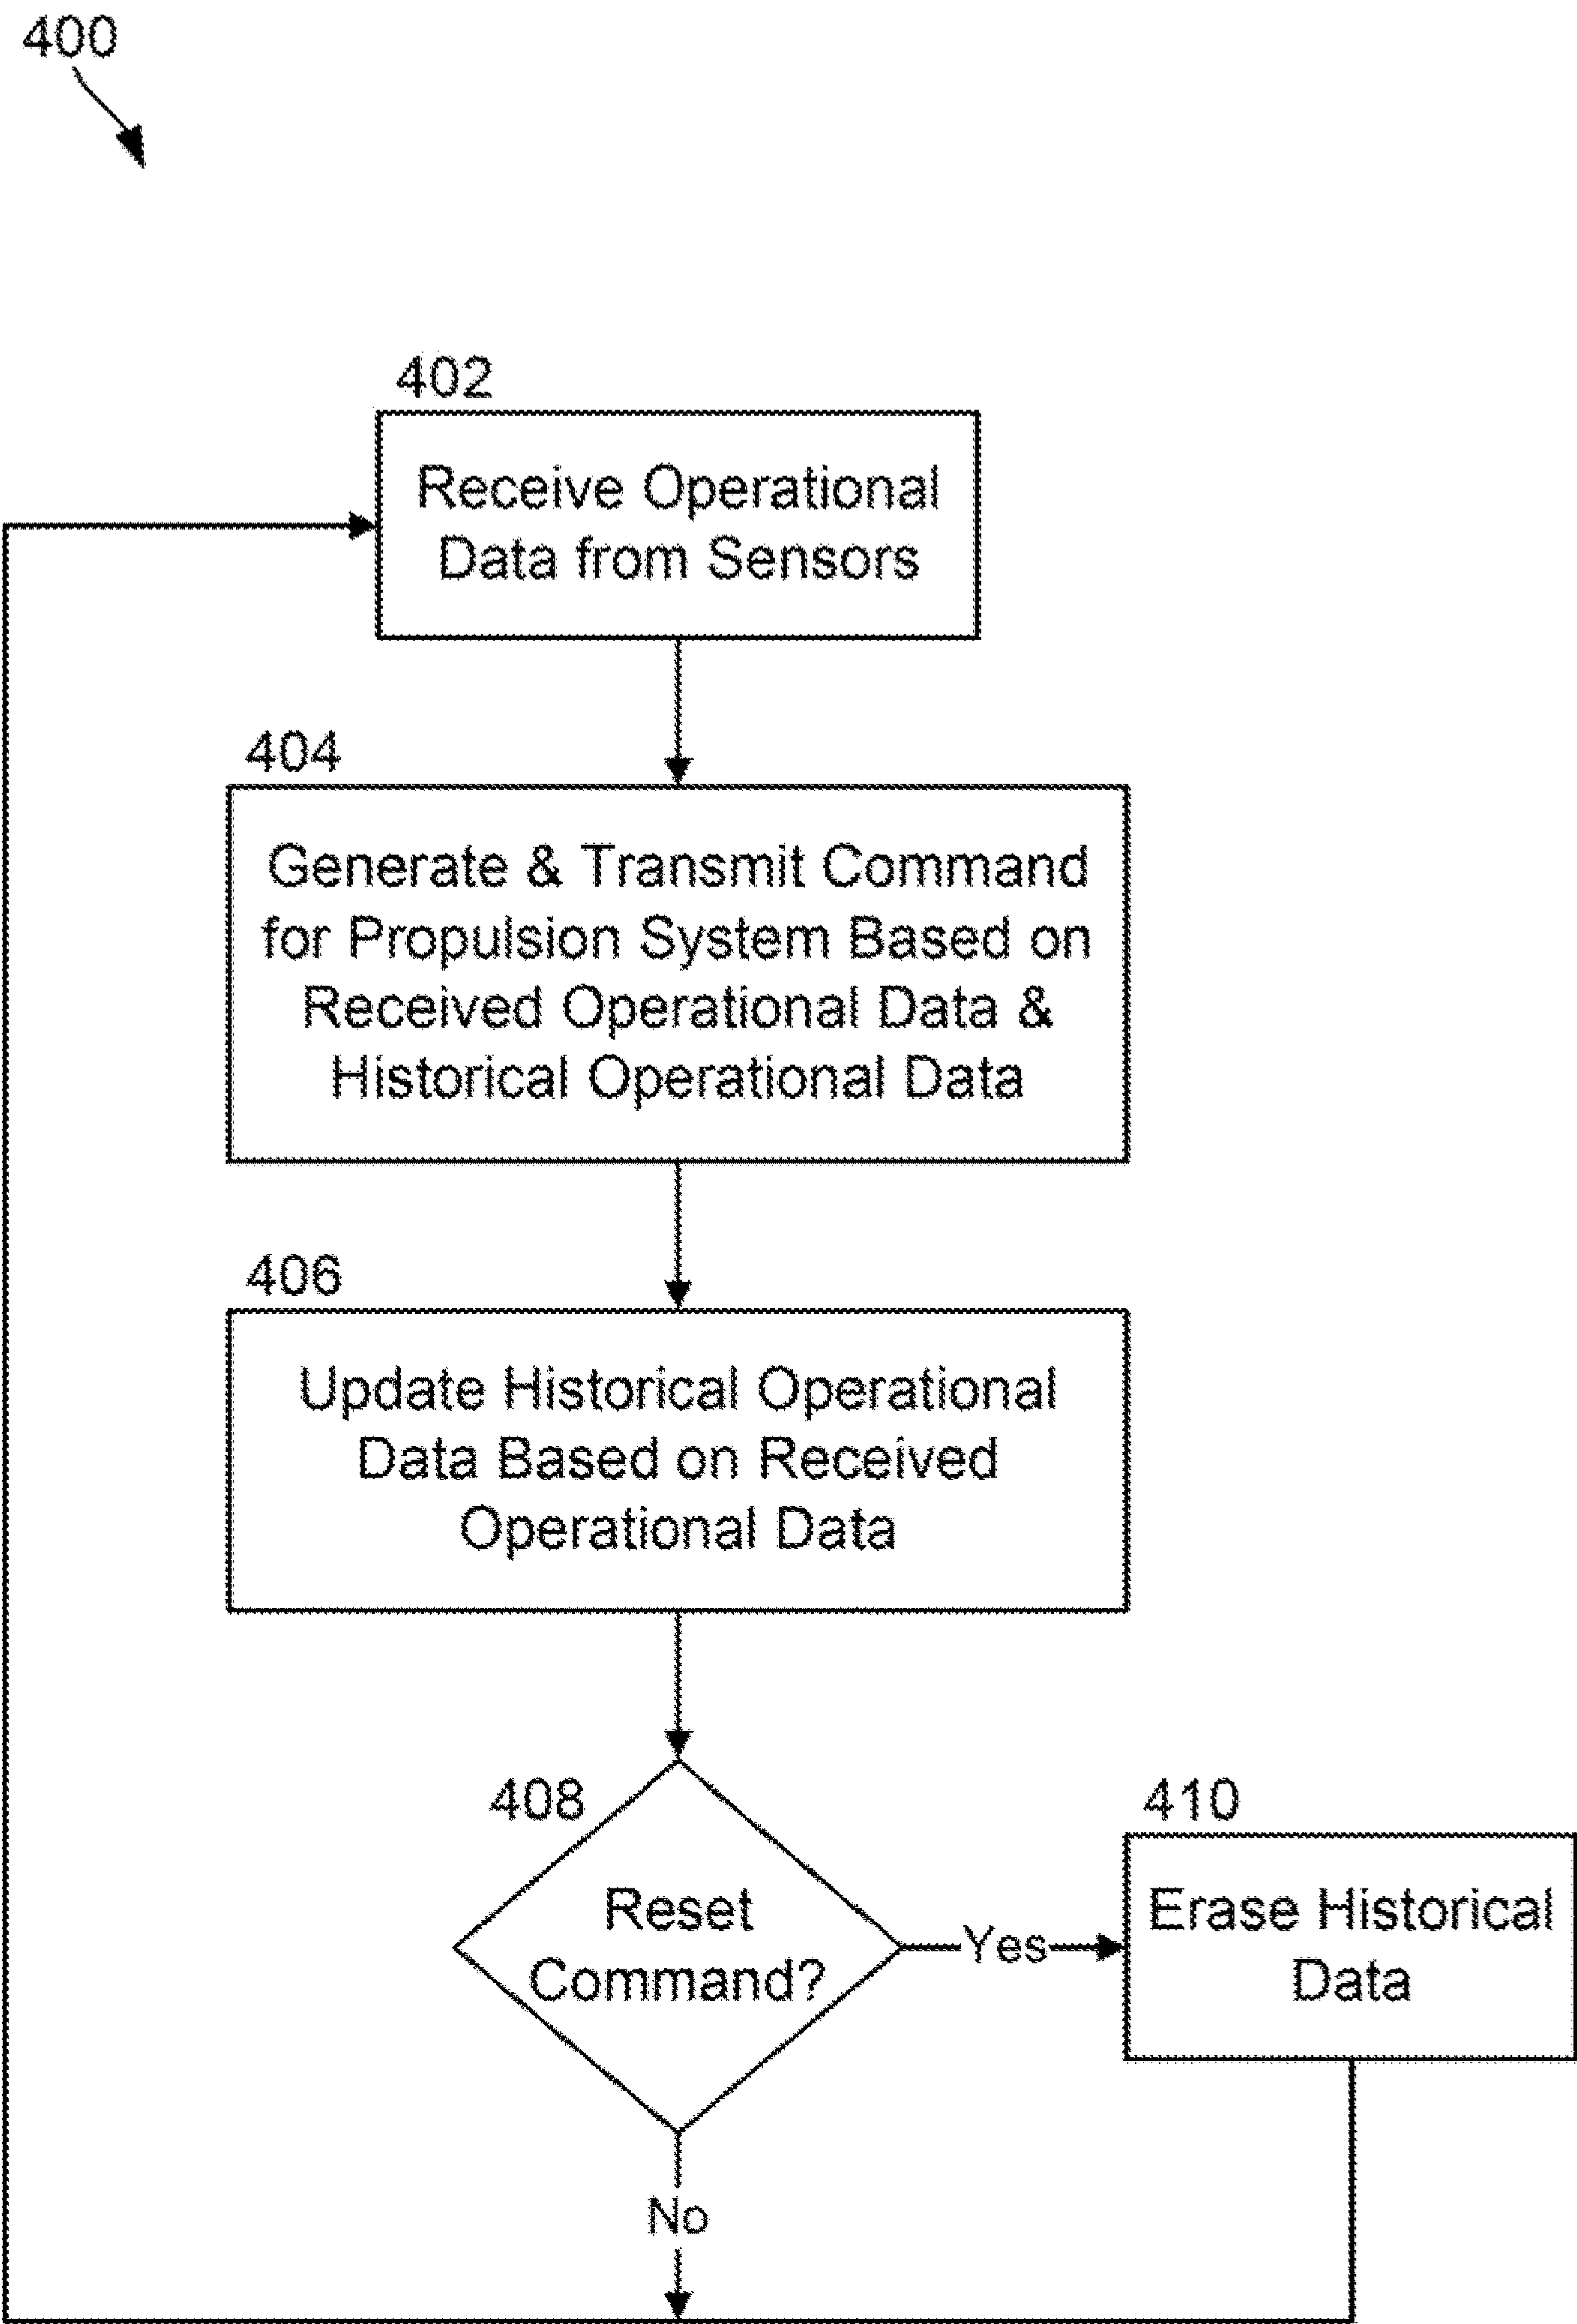 400
402
Receive Operational
Data from Sensors
404
Generate & Transmit Command
for Propulsion System Based on
Received Operational Data &
Historical Operational Data
406
Update Historical Operational
Data Based on Received
Operational Data
408
Reset
Command?
Yes
410
Erase Historical
Data
No